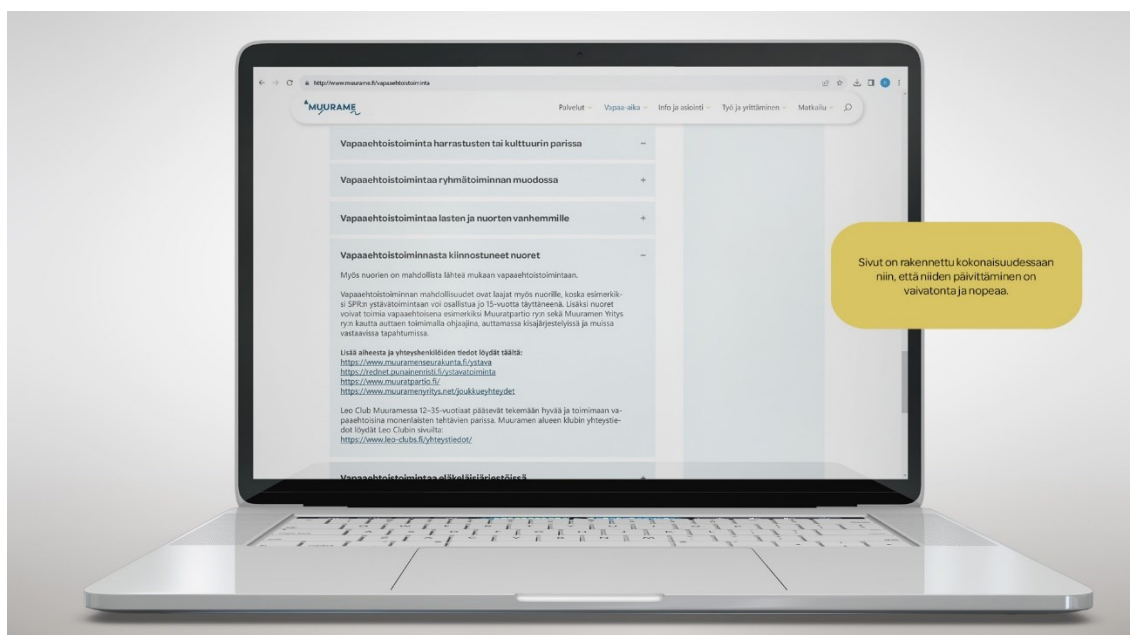 http://www.muurame.fi/vapaaehtoistoiminta
MUURAME
Palvelut Vapaa-aika Info ja asiointi Työ ja yrittäminen Matkailu
Vapaaehtoistoiminta harrastusten tai kulttuurin parissa
Vapaaehtoistoimintaa ryhmätoiminnan muodossa
Vapaaehtoistoimintaa lasten ja nuorten vanhemmille
Vapaaehtoistoiminnasta kiinnostuneet nuoret
Myös nuorien on mahdollista lähteä mukaan vapaaehtoistoimintaan.
Vapaaehtoistoiminnan mahdollisuudet ovat laajat myös nuorille, koska esimerkik-
si SPR:n ystävätoimintaan voi osallistua jo 15-vuotta täyttäneenä. Lisäksi nuoret
voivat toimia vapaaehtoisena esimerkiksi Muuratpartio ry:n sekä Muuramen Yritys
ry:n kautta auttaen toimimalla ohjaajina, auttamassa kisajärjestelyissä ja muissa
vastaavissa tapahtumissa.
Lisää aiheesta ja yhteyshenkilöiden tiedot löydät täältä:
https://www.muuramenseurakunta.fi/ystava
https://rednet.punainenristi.fi/ystavatoiminta
https://www.muuratpartio.fi/
https://www.muuramenyritys.net/joukkueyhteydet
Leo Club Muuramessa 12–35-vuotiaat pääsevät tekemään hyvää ja toimimaan va-
paaehtoisina monenlaisten tehtävien parissa. Muuramen alueen klubin yhteystie-
dot löydät Leo Clubin sivuilta:
https://www.leo-clubs.fi/yhteystiedot/
Vapaaehtoistoimintaa eläkeläisjärjestöissä
Sivut on rakennettu kokonaisuudessaan
niin, että niiden päivittäminen on
vaivatonta ja nopeaa.